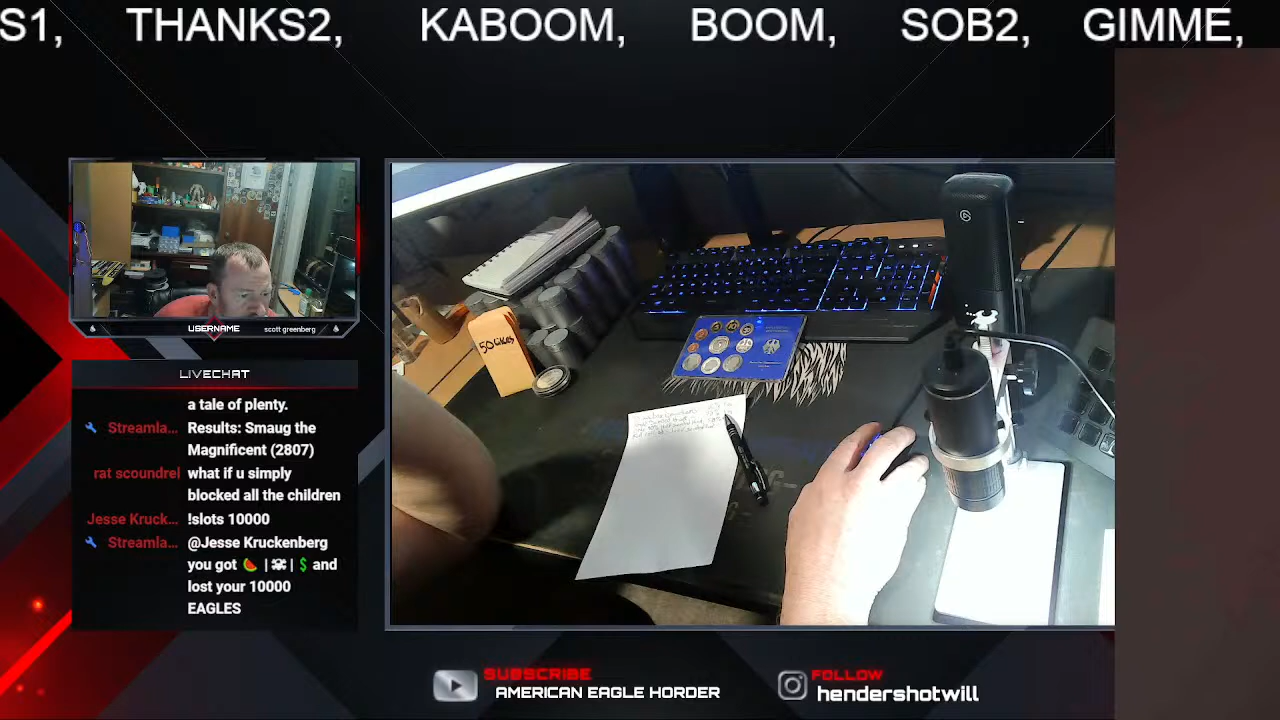 S1, THANKS2, KABOOM, BOOM, SOB2, GIMME,
USERNAME
scott greenberg
LIVECHAT
a tale of plenty.
Streamla... Results: Smaug the
Magnificent (2807)
rat scoundrel what if u simply
blocked all the children
Jesse Kruck... !slots 10000
Streamla... @Jesse Kruckenberg
you got 🍉 | ☠ | 💲 and
lost your 10000
EAGLES
SUBSCRIBE
AMERICAN EAGLE HORDER
FOLLOW
hendershotwill